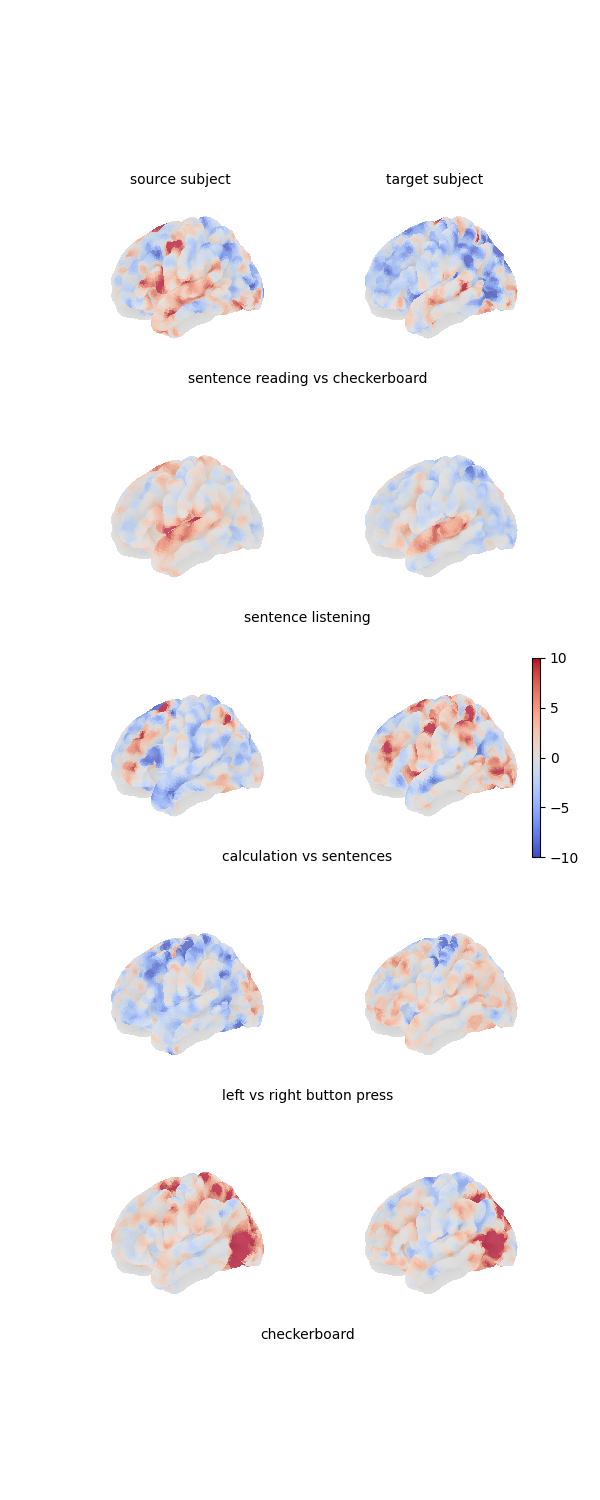 source subject
target subject
sentence reading vs checkerboard
sentence listening
10
5
0
−5
−10
calculation vs sentences
left vs right button press
checkerboard